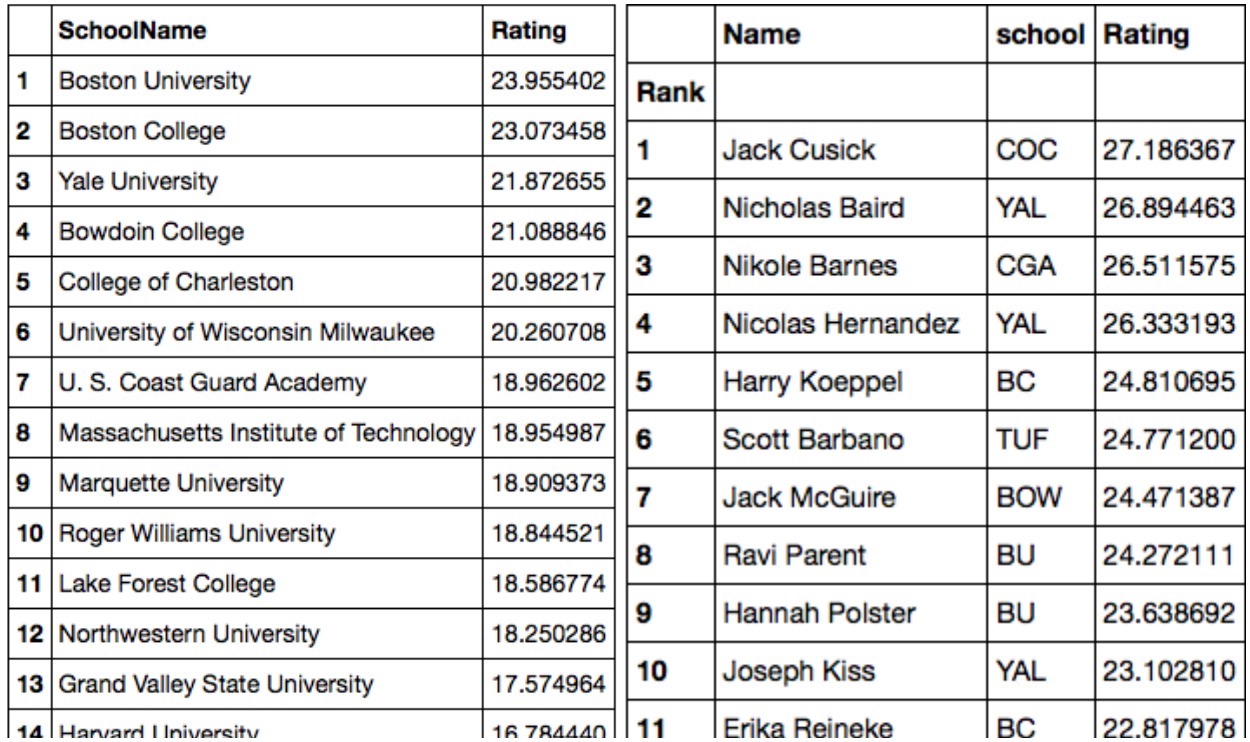 SchoolName Rating
1 Boston University 23.955402
2 Boston College 23.073458
3 Yale University 21.872655
4 Bowdoin College 21.088846
5 College of Charleston 20.982217
6 University of Wisconsin Milwaukee 20.260708
7 U. S. Coast Guard Academy 18.962602
8 Massachusetts Institute of Technology 18.954987
9 Marquette University 18.909373
10 Roger Williams University 18.844521
11 Lake Forest College 18.586774
12 Northwestern University 18.250286
13 Grand Valley State University 17.574964
14 Harvard University 16.784440
Name school Rating
Rank
1 Jack Cusick COC 27.186367
2 Nicholas Baird YAL 26.894463
3 Nikole Barnes CGA 26.511575
4 Nicolas Hernandez YAL 26.333193
5 Harry Koeppel BC 24.810695
6 Scott Barbano TUF 24.771200
7 Jack McGuire BOW 24.471387
8 Ravi Parent BU 24.272111
9 Hannah Polster BU 23.638692
10 Joseph Kiss YAL 23.102810
11 Erika Reineke BC 22.817978